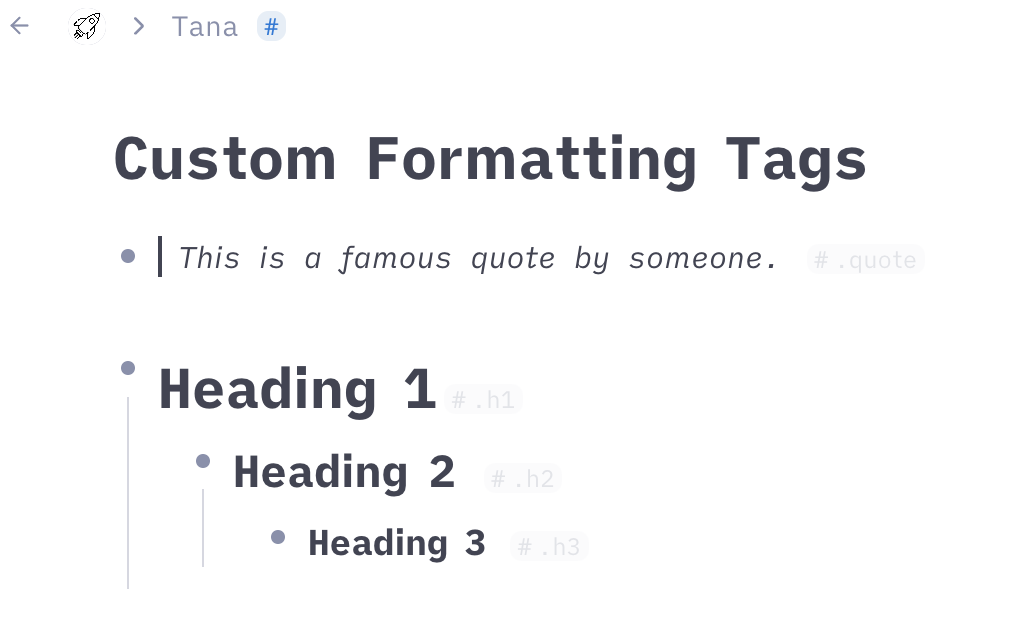 Tana #
Custom Formatting Tags
This is a famous quote by someone. # .quote
Heading 1 # .h1
Heading 2 # .h2
Heading 3 # .h3